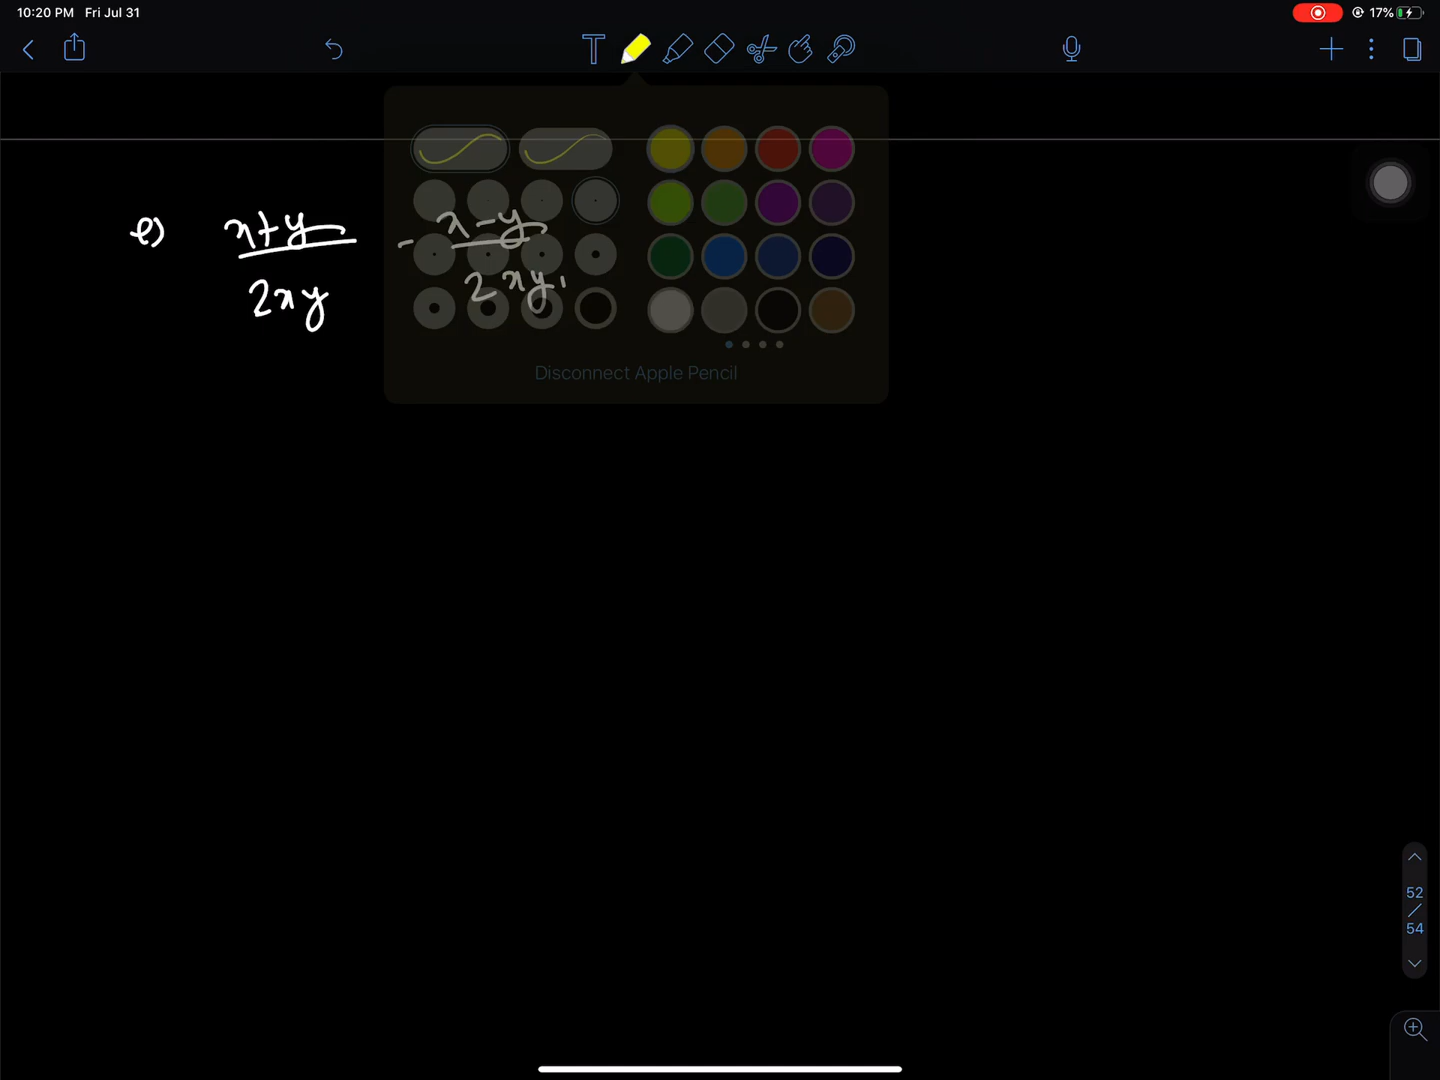 10:20 PM Fri Jul 31
17%
T
e) x+y/2xy - x-y/2xy
Disconnect Apple Pencil
52
54